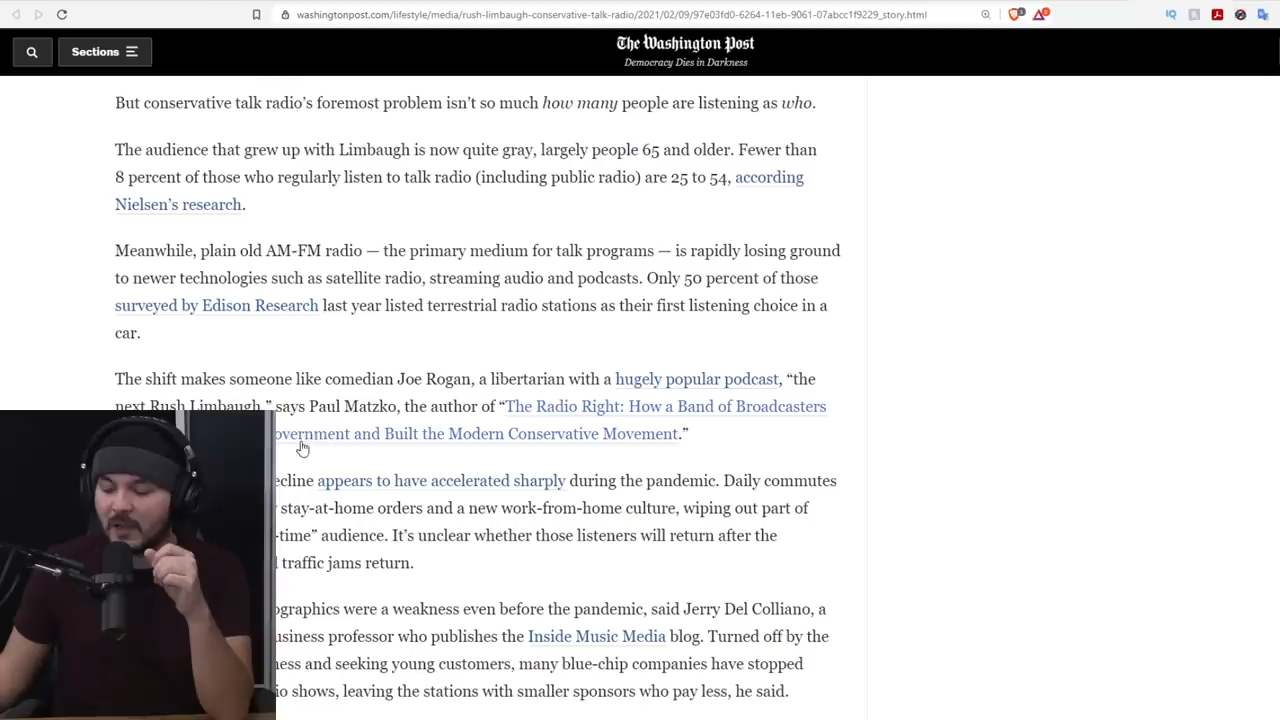 washingtonpost.com/lifestyle/media/rush-limbaugh-conservative-talk-radio/2021/02/09/97e03fd0-6264-11eb-9061-07abcc1f9229_story.html
Sections
The Washington Post
Democracy Dies in Darkness
But conservative talk radio's foremost problem isn't so much how many people are listening as who.
The audience that grew up with Limbaugh is now quite gray, largely people 65 and older. Fewer than
8 percent of those who regularly listen to talk radio (including public radio) are 25 to 54, according
Nielsen's research.
Meanwhile, plain old AM-FM radio — the primary medium for talk programs — is rapidly losing ground
to newer technologies such as satellite radio, streaming audio and podcasts. Only 50 percent of those
surveyed by Edison Research last year listed terrestrial radio stations as their first listening choice in a
car.
The shift makes someone like comedian Joe Rogan, a libertarian with a hugely popular podcast, “the
next Rush Limbaugh,” says Paul Matzko, the author of “The Radio Right: How a Band of Broadcasters
and Built the Modern Conservative Movement.”
appears to have accelerated sharply during the pandemic. Daily commutes
stay-at-home orders and a new work-from-home culture, wiping out part of
-time” audience. It's unclear whether those listeners will return after the
traffic jams return.
were a weakness even before the pandemic, said Jerry Del Colliano, a
professor who publishes the Inside Music Media blog. Turned off by the
and seeking young customers, many blue-chip companies have stopped
shows, leaving the stations with smaller sponsors who pay less, he said.